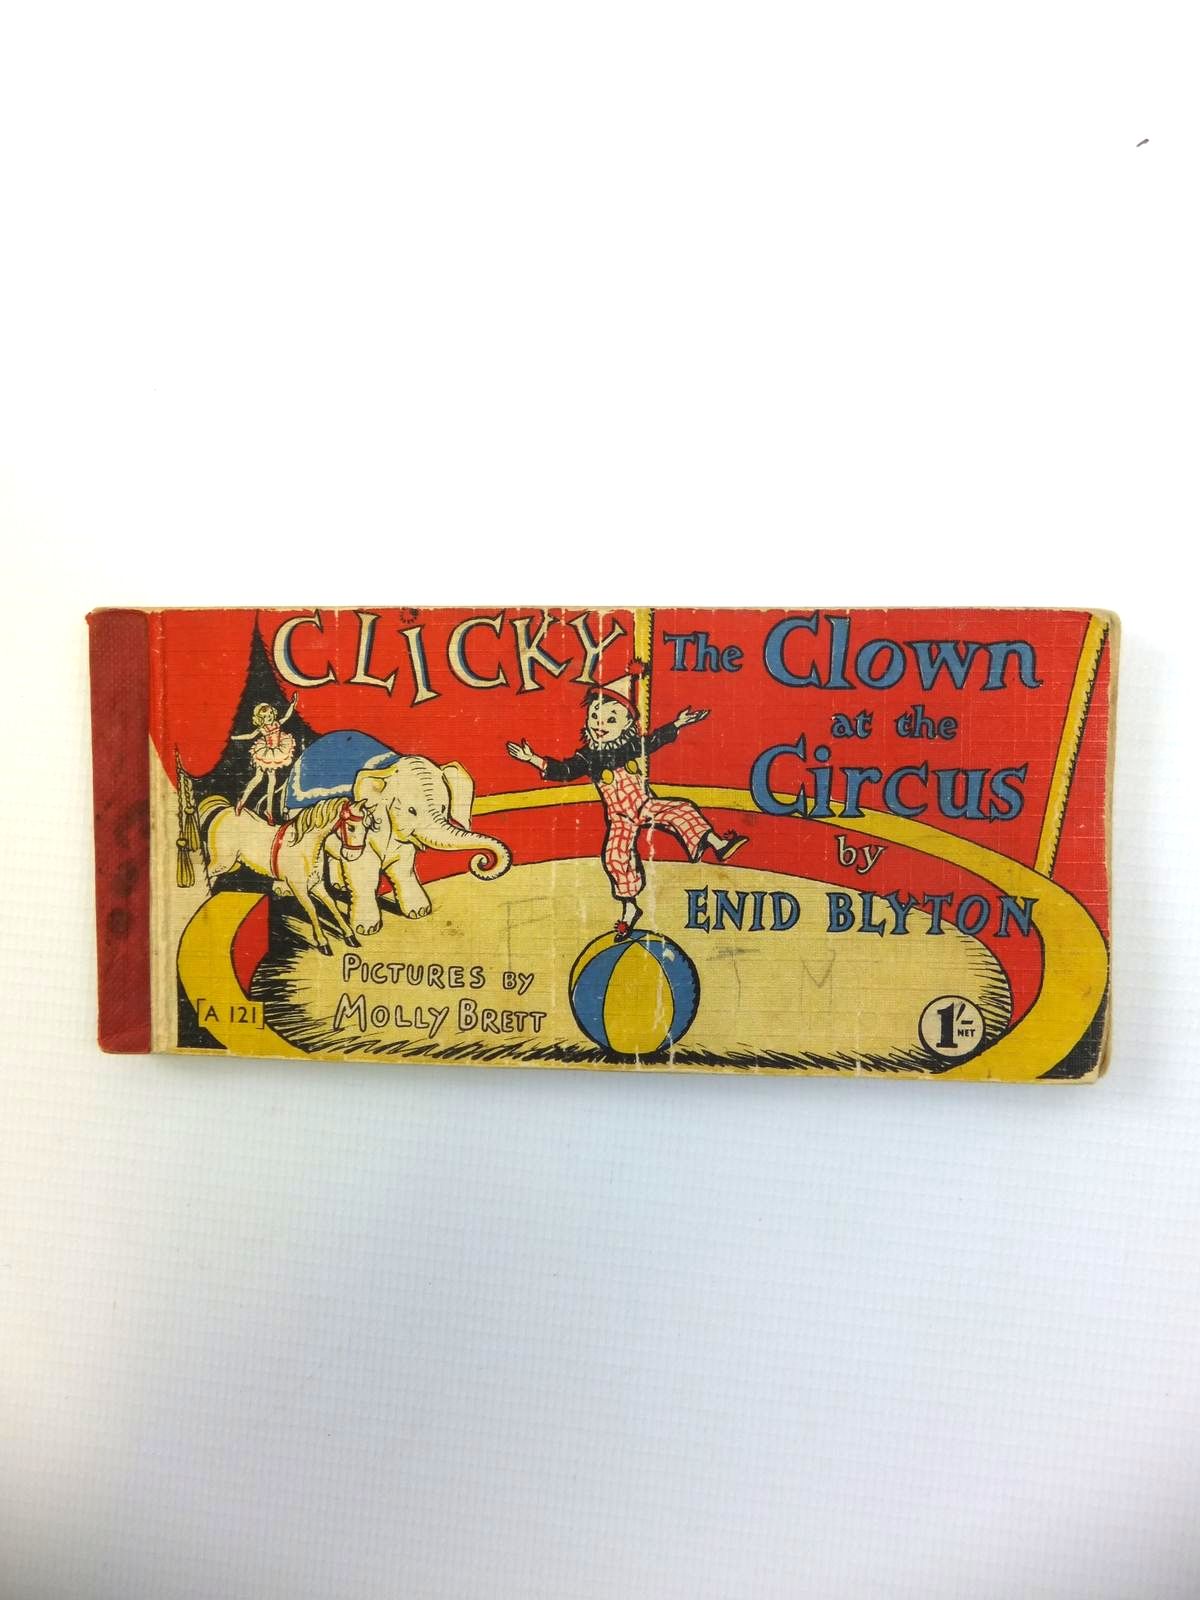 CLiCKY The Clown
at the
Circus
by
ENID BLYTON
PICTURES BY
MOLLY BRETT
[A 121]
1/-
NET
F
T M